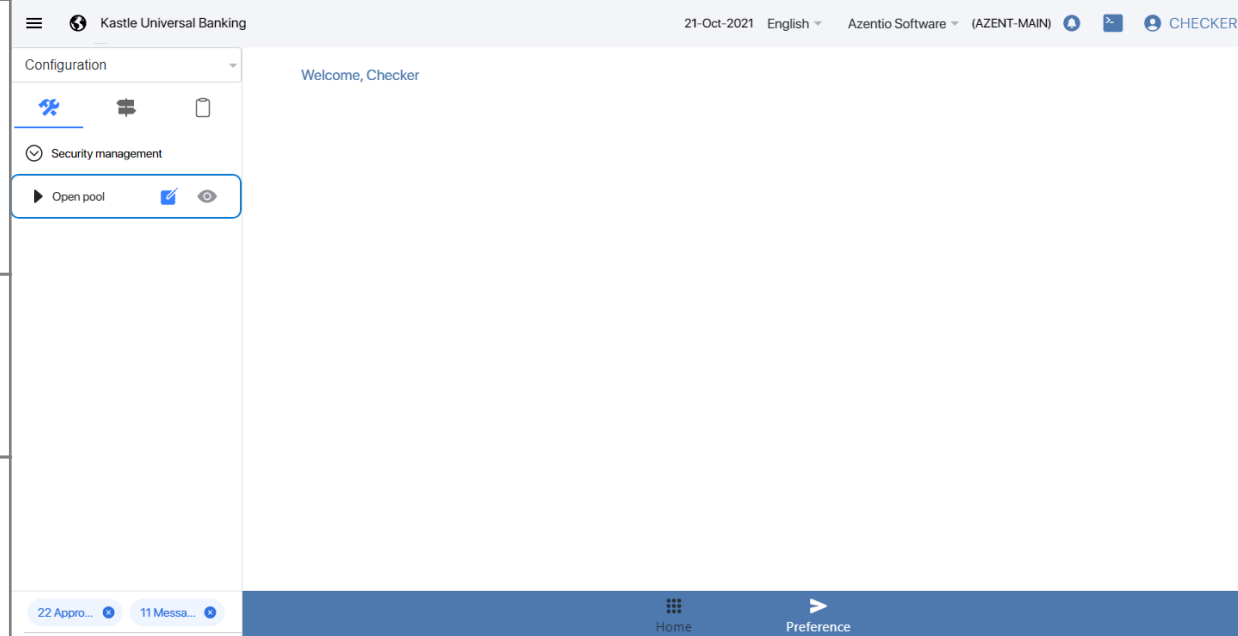 Kastle Universal Banking 21-Oct-2021 English Azentio Software (AZENT-MAIN) CHECKER
Configuration
Welcome, Checker
Security management
Open pool
22 Appro... 11 Messa...
Home Preference